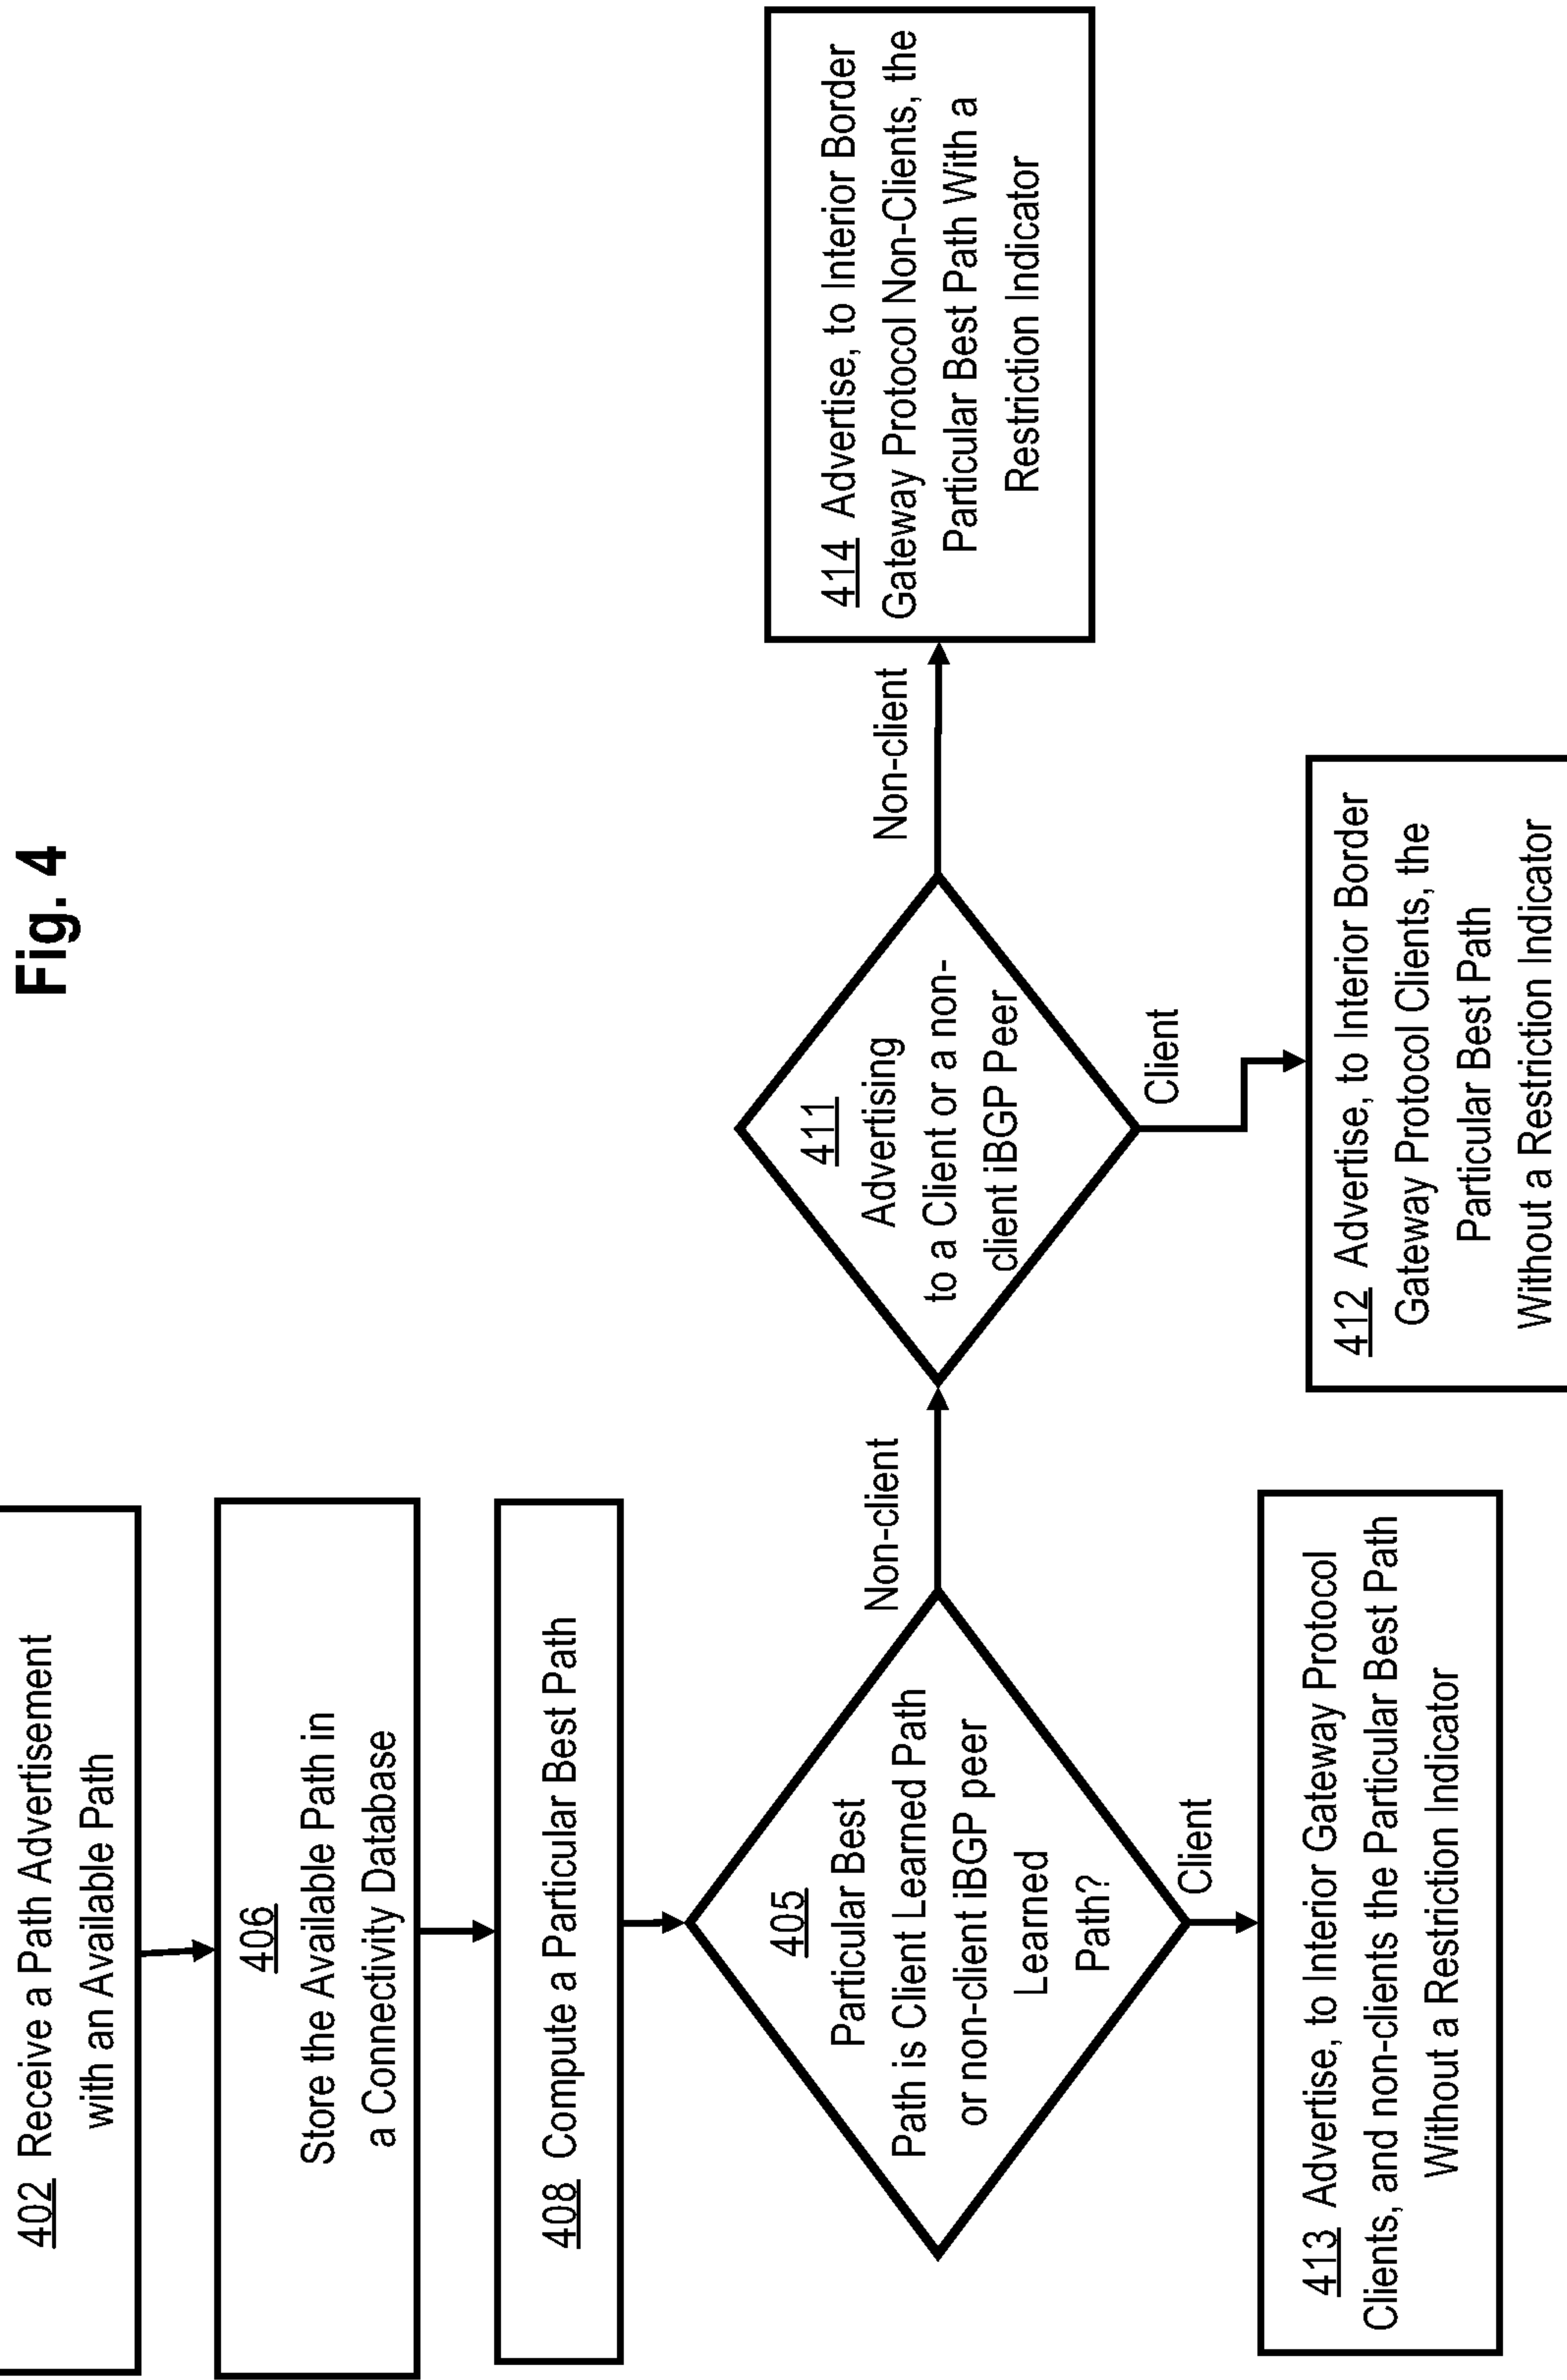 Fig. 4
402 Receive a Path Advertisement
with an Available Path
406
Store the Available Path in
a Connectivity Database
408 Compute a Particular Best Path
405
Particular Best
Path is Client Learned Path
or non-client iBGP peer
Learned
Path?
Non-client
Client
413 Advertise, to Interior Gateway Protocol
Clients, and non-clients the Particular Best Path
Without a Restriction Indicator
411
Advertising
to a Client or a non-
client iBGP Peer
Non-client
Client
414 Advertise, to Interior Border
Gateway Protocol Non-Clients, the
Particular Best Path With a
Restriction Indicator
412 Advertise, to Interior Border
Gateway Protocol Clients, the
Particular Best Path
Without a Restriction Indicator